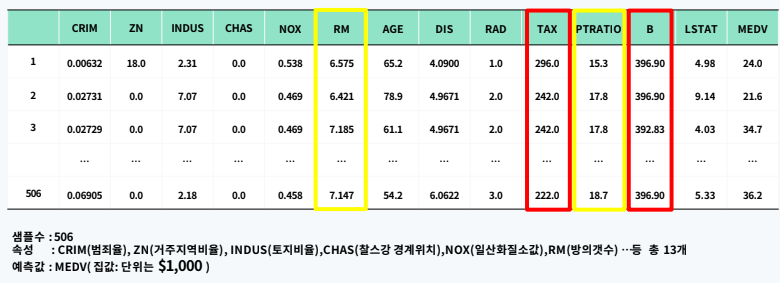 CRIM ZN INDUS CHAS NOX RM AGE DIS RAD TAX PTRATIO B LSTAT MEDV
1 0.00632 18.0 2.31 0.0 0.538 6.575 65.2 4.0900 1.0 296.0 15.3 396.90 4.98 24.0
2 0.02731 0.0 7.07 0.0 0.469 6.421 78.9 4.9671 2.0 242.0 17.8 396.90 9.14 21.6
3 0.02729 0.0 7.07 0.0 0.469 7.185 61.1 4.9671 2.0 242.0 17.8 392.83 4.03 34.7
... ... ... ... ... ... ... ... ... ... ... ... ... ... ...
506 0.06905 0.0 2.18 0.0 0.458 7.147 54.2 6.0622 3.0 222.0 18.7 396.90 5.33 36.2
샘플수 : 506
속성 : CRIM(범죄율), ZN(거주지역비율), INDUS(토지비율),CHAS(찰스강 경계위치),NOX(일산화질소값),RM(방의갯수) …등 총 13개
예측값 : MEDV( 집값: 단위는 $1,000 )